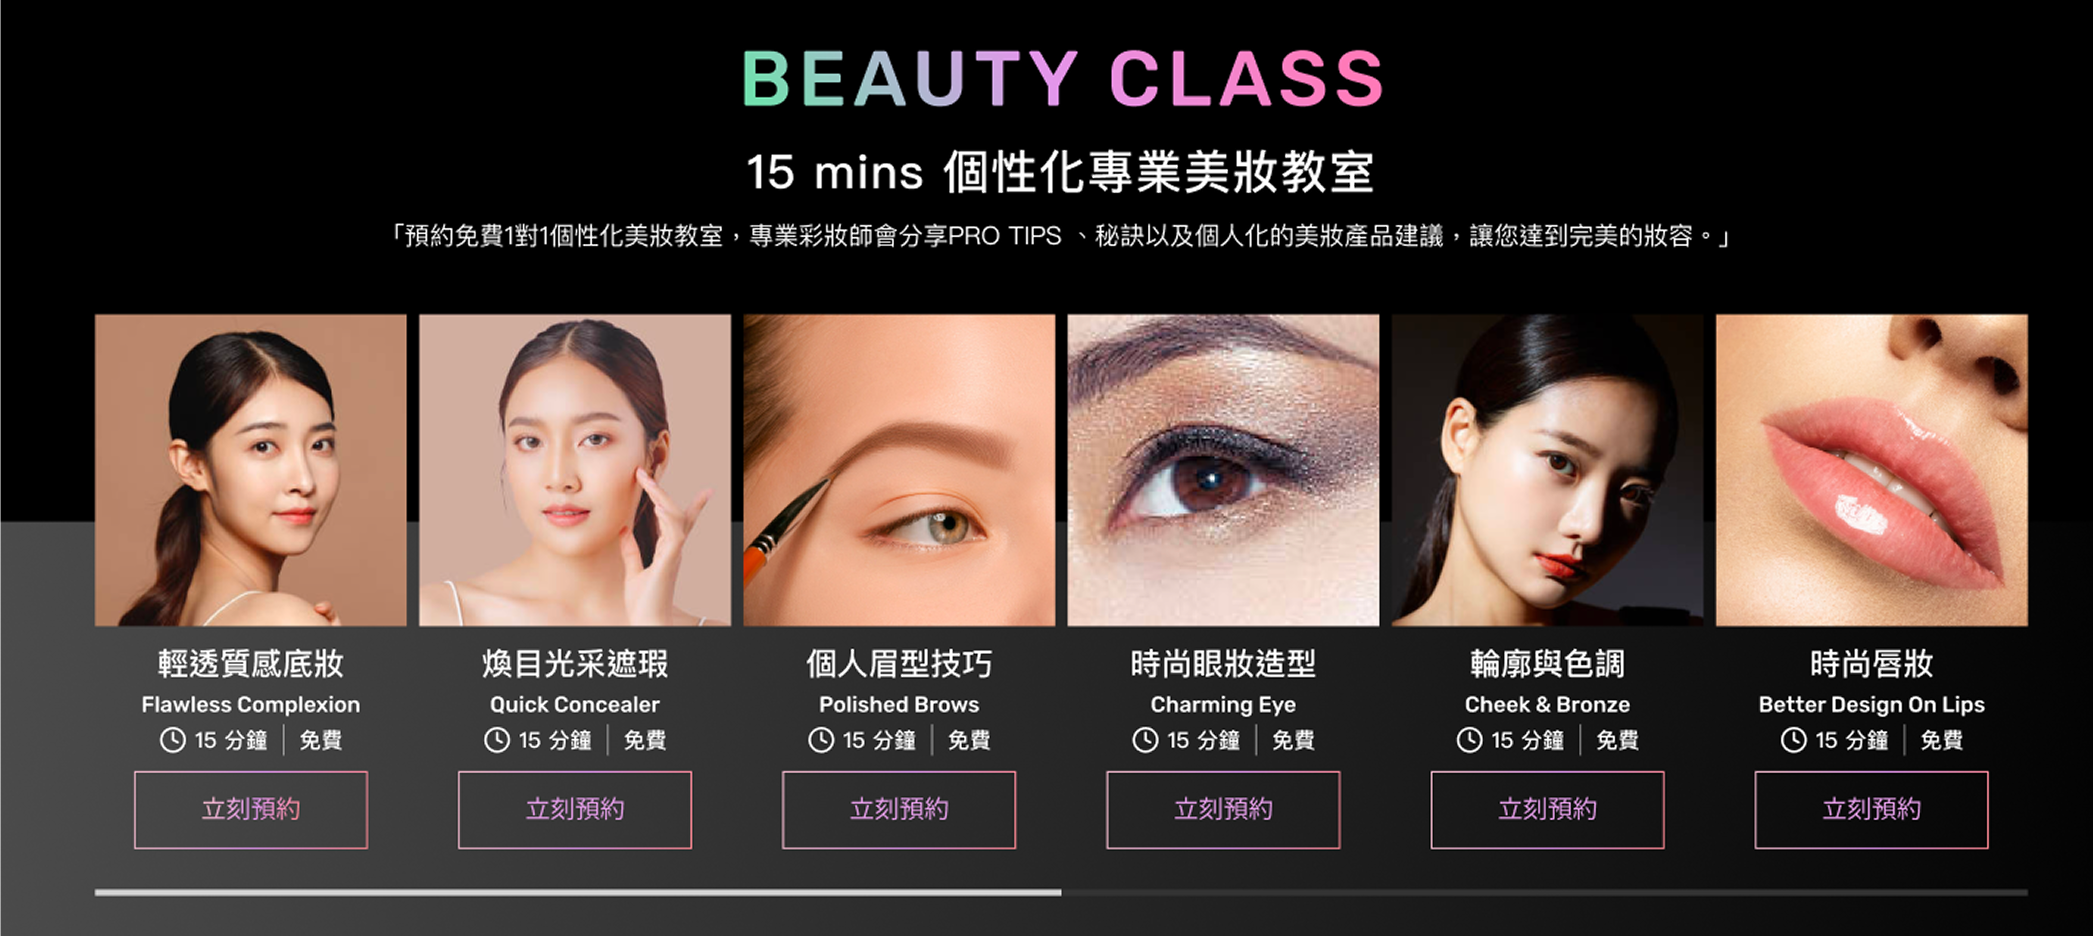 BEAUTY CLASS
15 mins 個性化專業美妝教室
「預約免費1對1個性化美妝教室，專業彩妝師會分享PRO TIPS 、秘訣以及個人化的美妝產品建議，讓您達到完美的妝容。」
輕透質感底妝
Flawless Complexion
15 分鐘 | 免費
立刻預約
煥目光采遮瑕
Quick Concealer
15 分鐘 | 免費
立刻預約
個人眉型技巧
Polished Brows
15 分鐘 | 免費
立刻預約
時尚眼妝造型
Charming Eye
15 分鐘 | 免費
立刻預約
輪廓與色調
Cheek & Bronze
15 分鐘 | 免費
立刻預約
時尚唇妝
Better Design On Lips
15 分鐘 | 免費
立刻預約